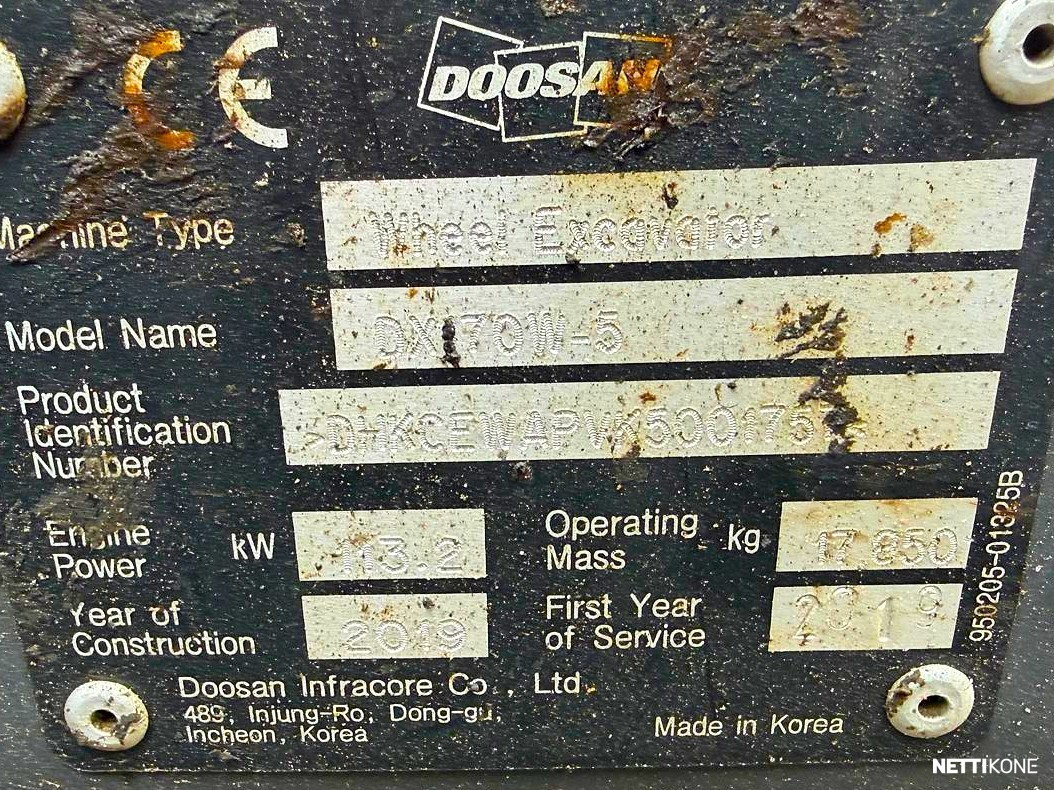 CE
DOOSAN
Machine Type Wheel Excavator
Model Name DX170W-5
Product
Identification
Number >DHKCEWAPVK5001757
Engine
Power kW 113.2
Operating
Mass kg 17 850
Year of
Construction 2019
First Year
of Service 2019
950205-01325B
Doosan Infracore Co., Ltd.
489, Injung-Ro, Dong-gu,
Incheon, Korea
Made in Korea
NETTIKONE